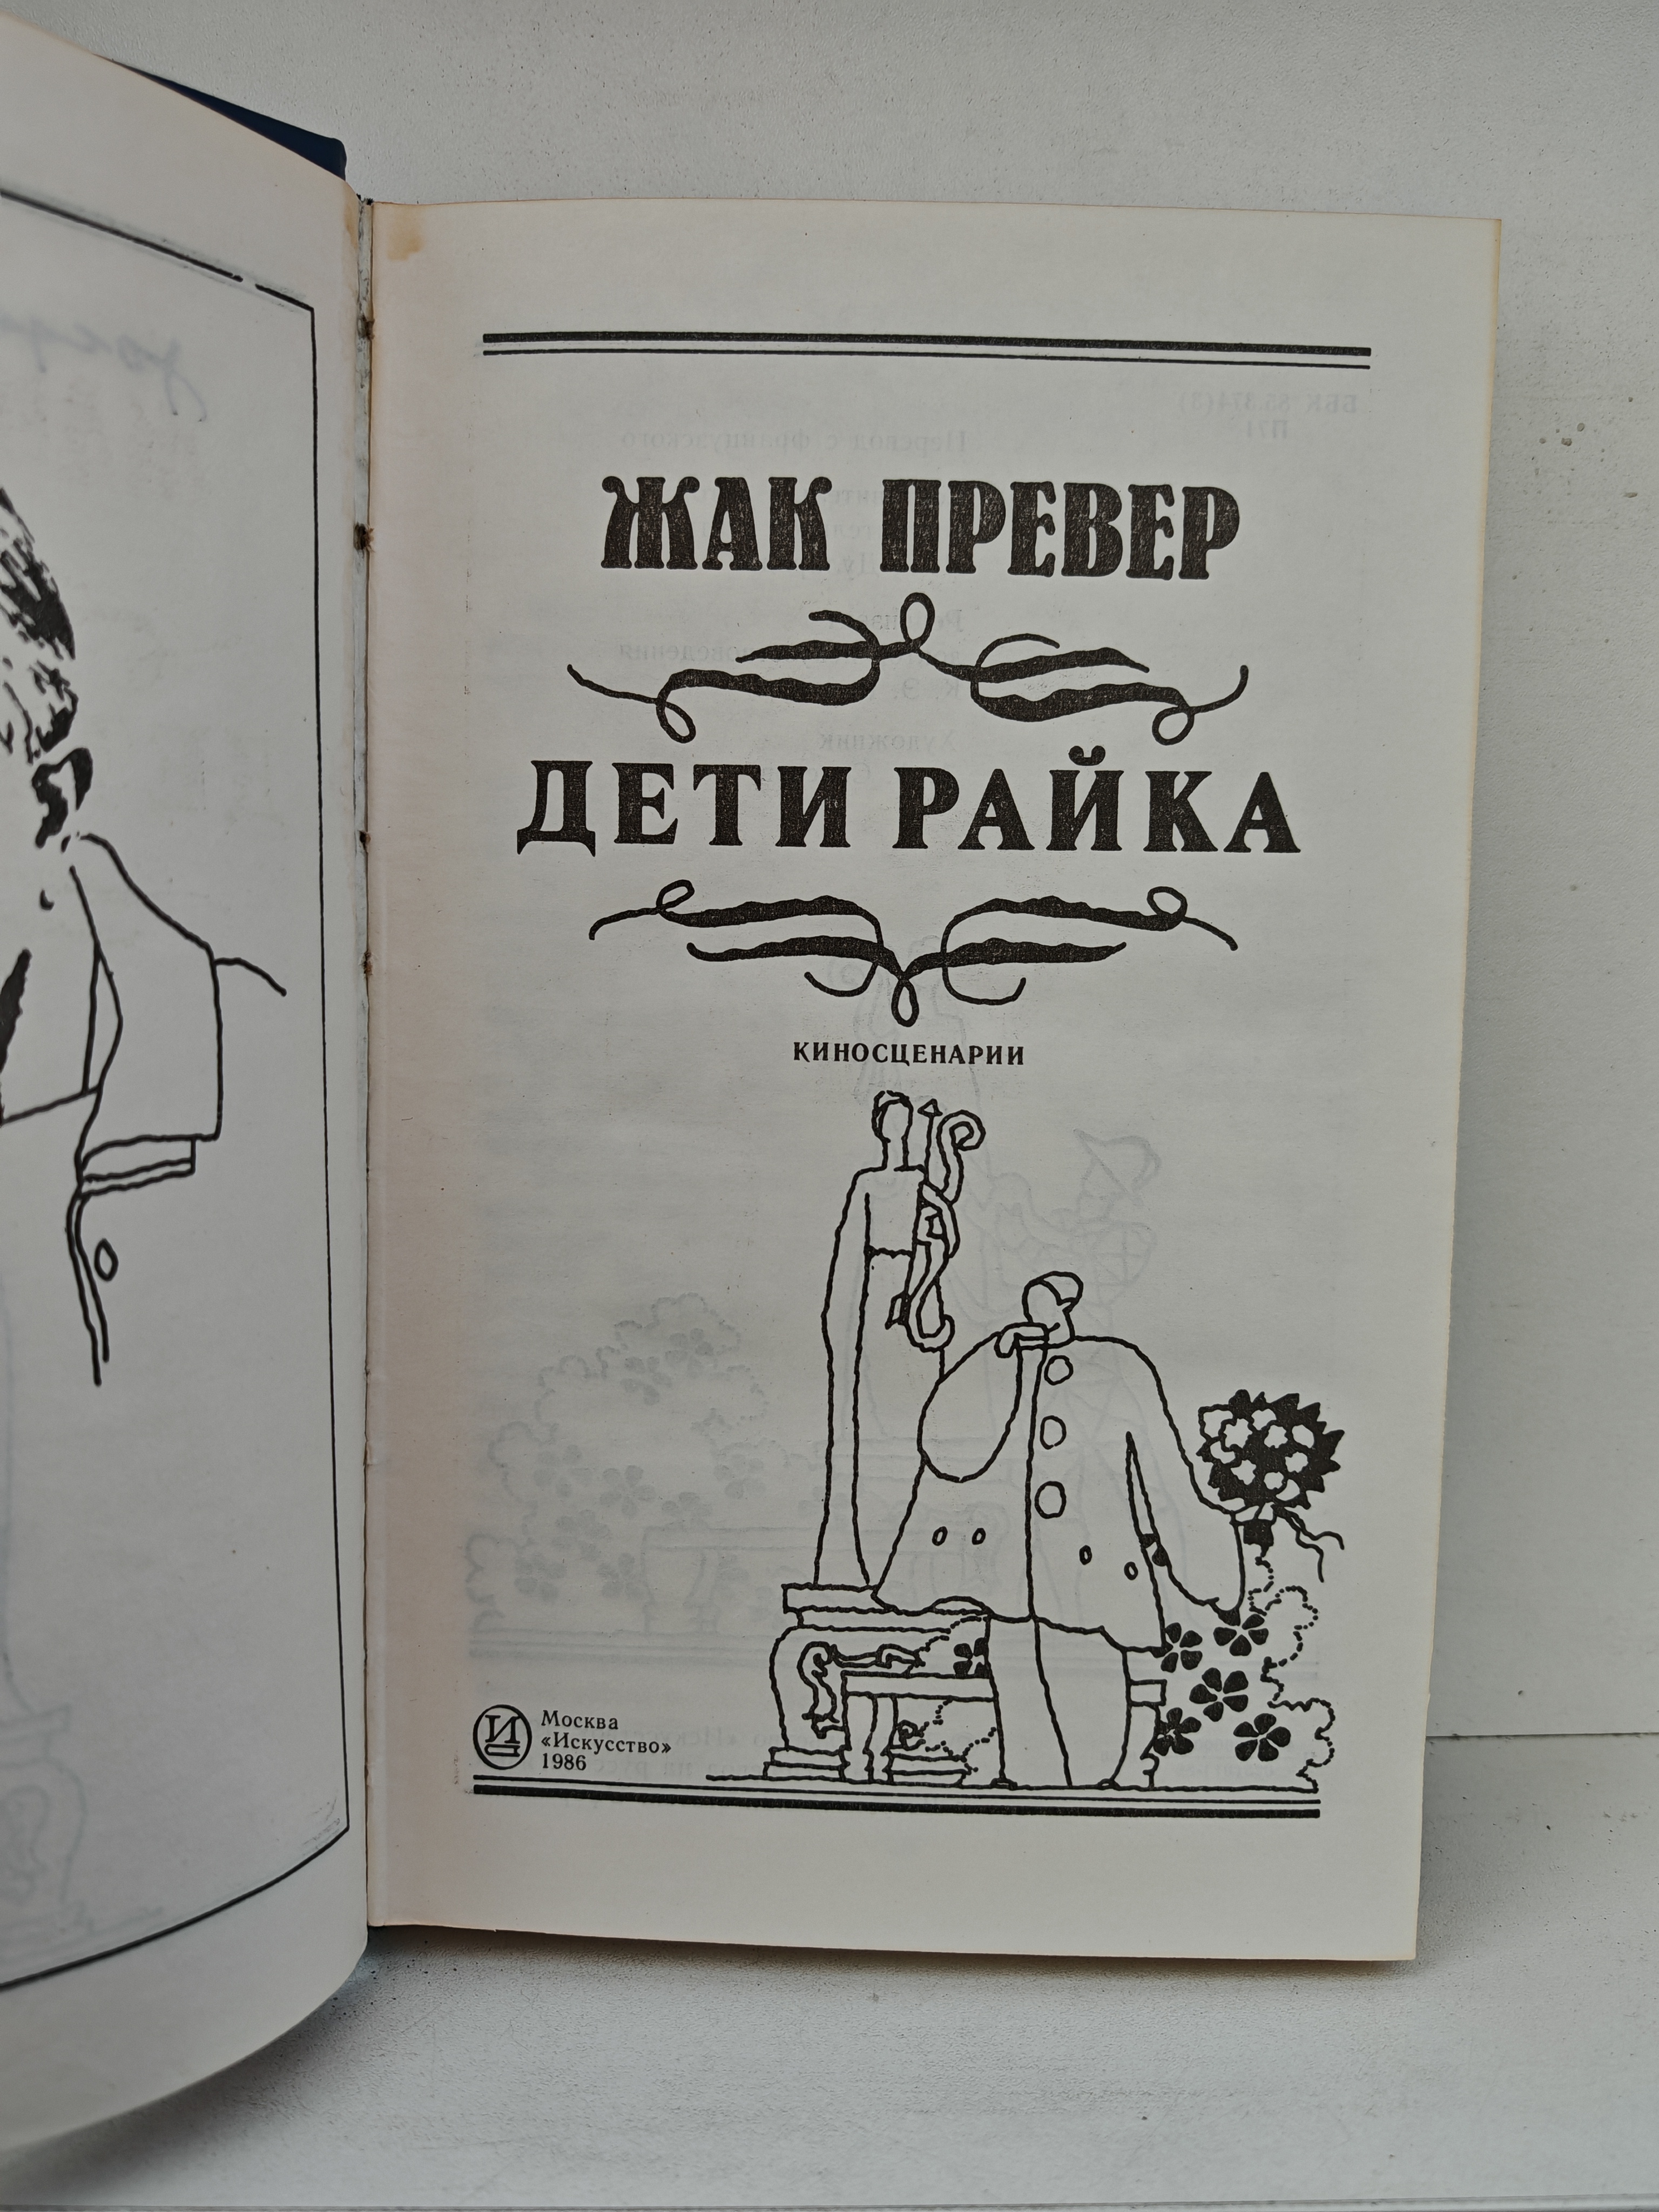 ЖАК ПРЕВЕР
ДЕТИ РАЙКА
КИНОСЦЕНАРИИ
И
Москва
«Искусство»
1986